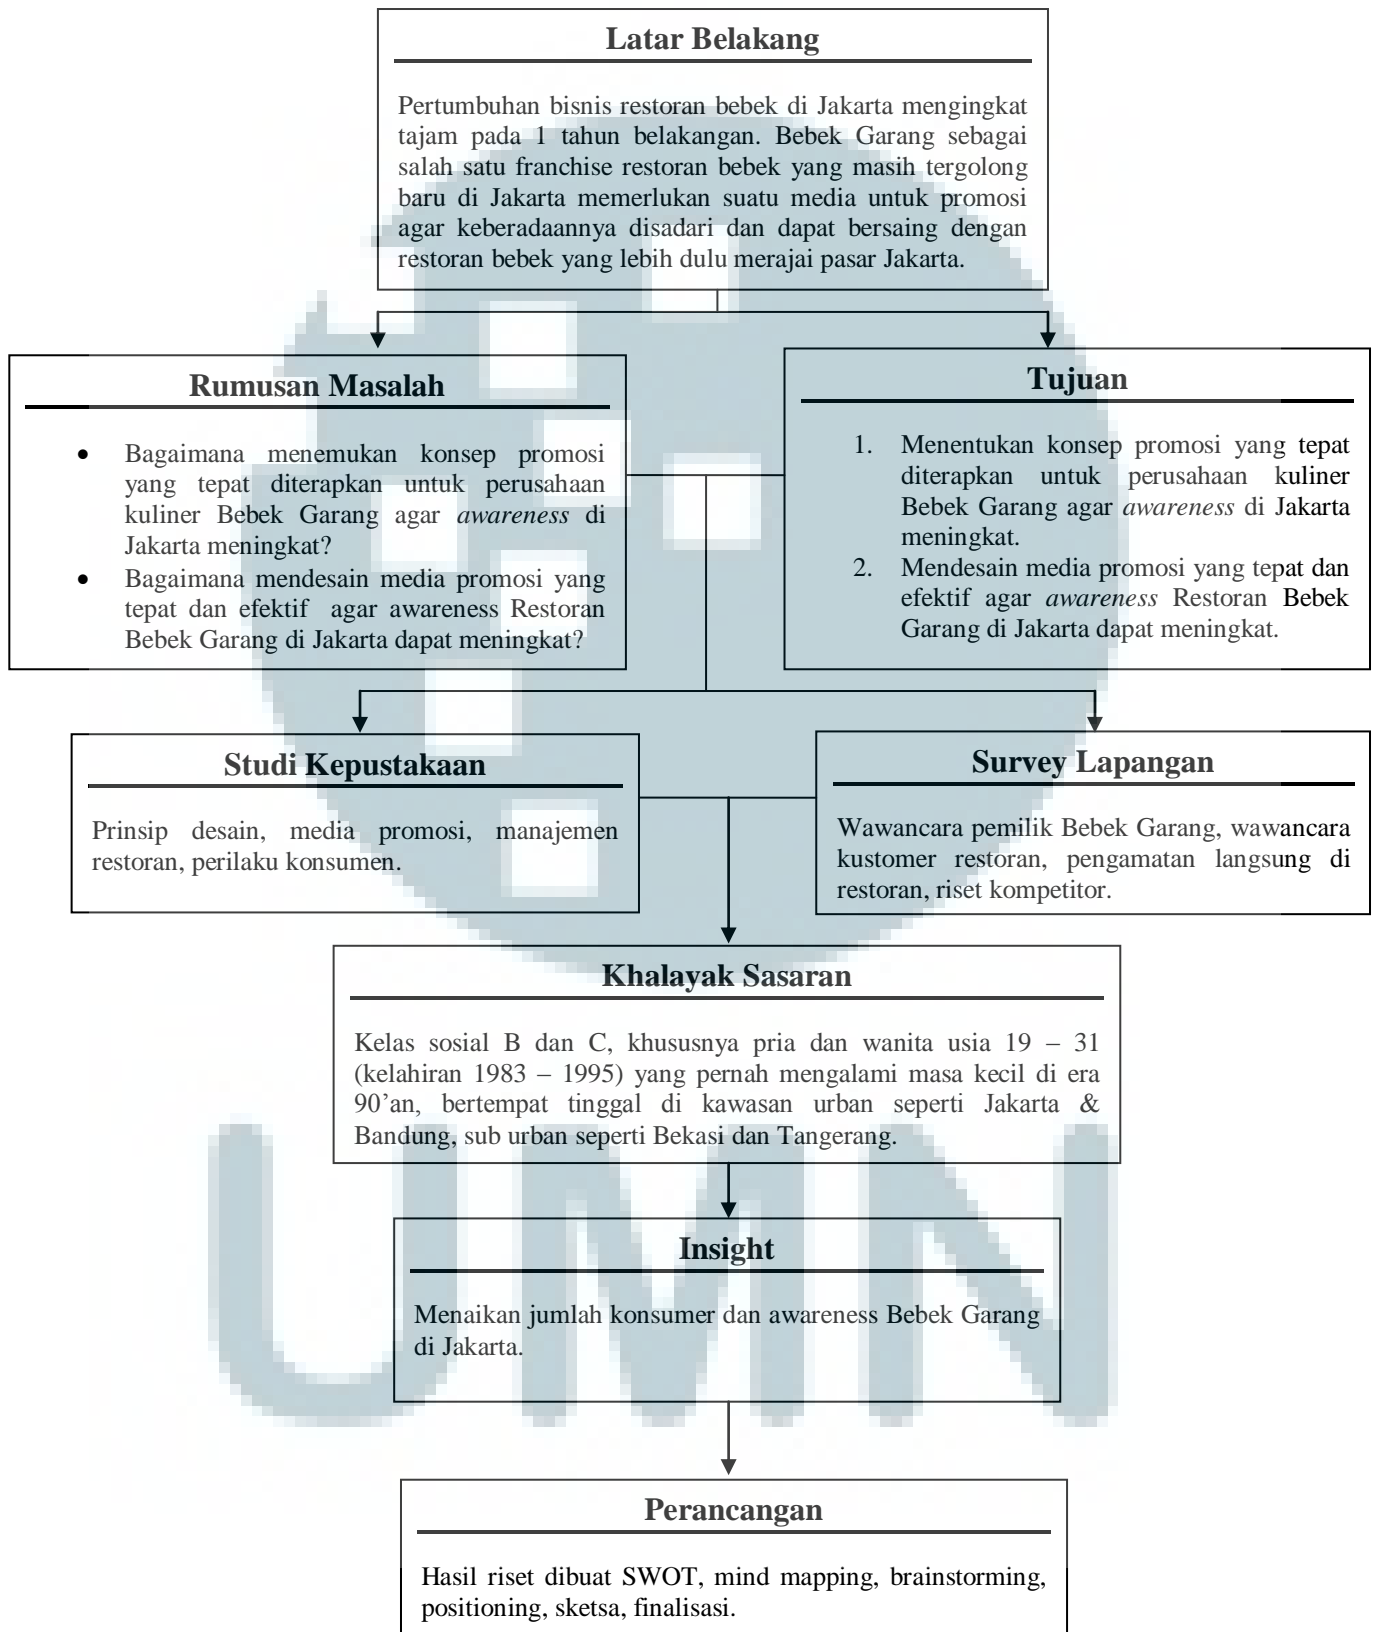 Latar Belakang
Pertumbuhan bisnis restoran bebek di Jakarta mengingkat
tajam pada 1 tahun belakangan. Bebek Garang sebagai
salah satu franchise restoran bebek yang masih tergolong
baru di Jakarta memerlukan suatu media untuk promosi
agar keberadaannya disadari dan dapat bersaing dengan
restoran bebek yang lebih dulu merajai pasar Jakarta.
Rumusan Masalah
• Bagaimana menemukan konsep promosi
yang tepat diterapkan untuk perusahaan
kuliner Bebek Garang agar awareness di
Jakarta meningkat?
• Bagaimana mendesain media promosi yang
tepat dan efektif agar awareness Restoran
Bebek Garang di Jakarta dapat meningkat?
Tujuan
1. Menentukan konsep promosi yang tepat
diterapkan untuk perusahaan kuliner
Bebek Garang agar awareness di Jakarta
meningkat.
2. Mendesain media promosi yang tepat dan
efektif agar awareness Restoran Bebek
Garang di Jakarta dapat meningkat.
Studi Kepustakaan
Prinsip desain, media promosi, manajemen
restoran, perilaku konsumen.
Survey Lapangan
Wawancara pemilik Bebek Garang, wawancara
kustomer restoran, pengamatan langsung di
restoran, riset kompetitor.
Khalayak Sasaran
Kelas sosial B dan C, khususnya pria dan wanita usia 19 – 31
(kelahiran 1983 – 1995) yang pernah mengalami masa kecil di era
90’an, bertempat tinggal di kawasan urban seperti Jakarta &
Bandung, sub urban seperti Bekasi dan Tangerang.
Insight
Menaikan jumlah konsumer dan awareness Bebek Garang
di Jakarta.
Perancangan
Hasil riset dibuat SWOT, mind mapping, brainstorming,
positioning, sketsa, finalisasi.
UMN